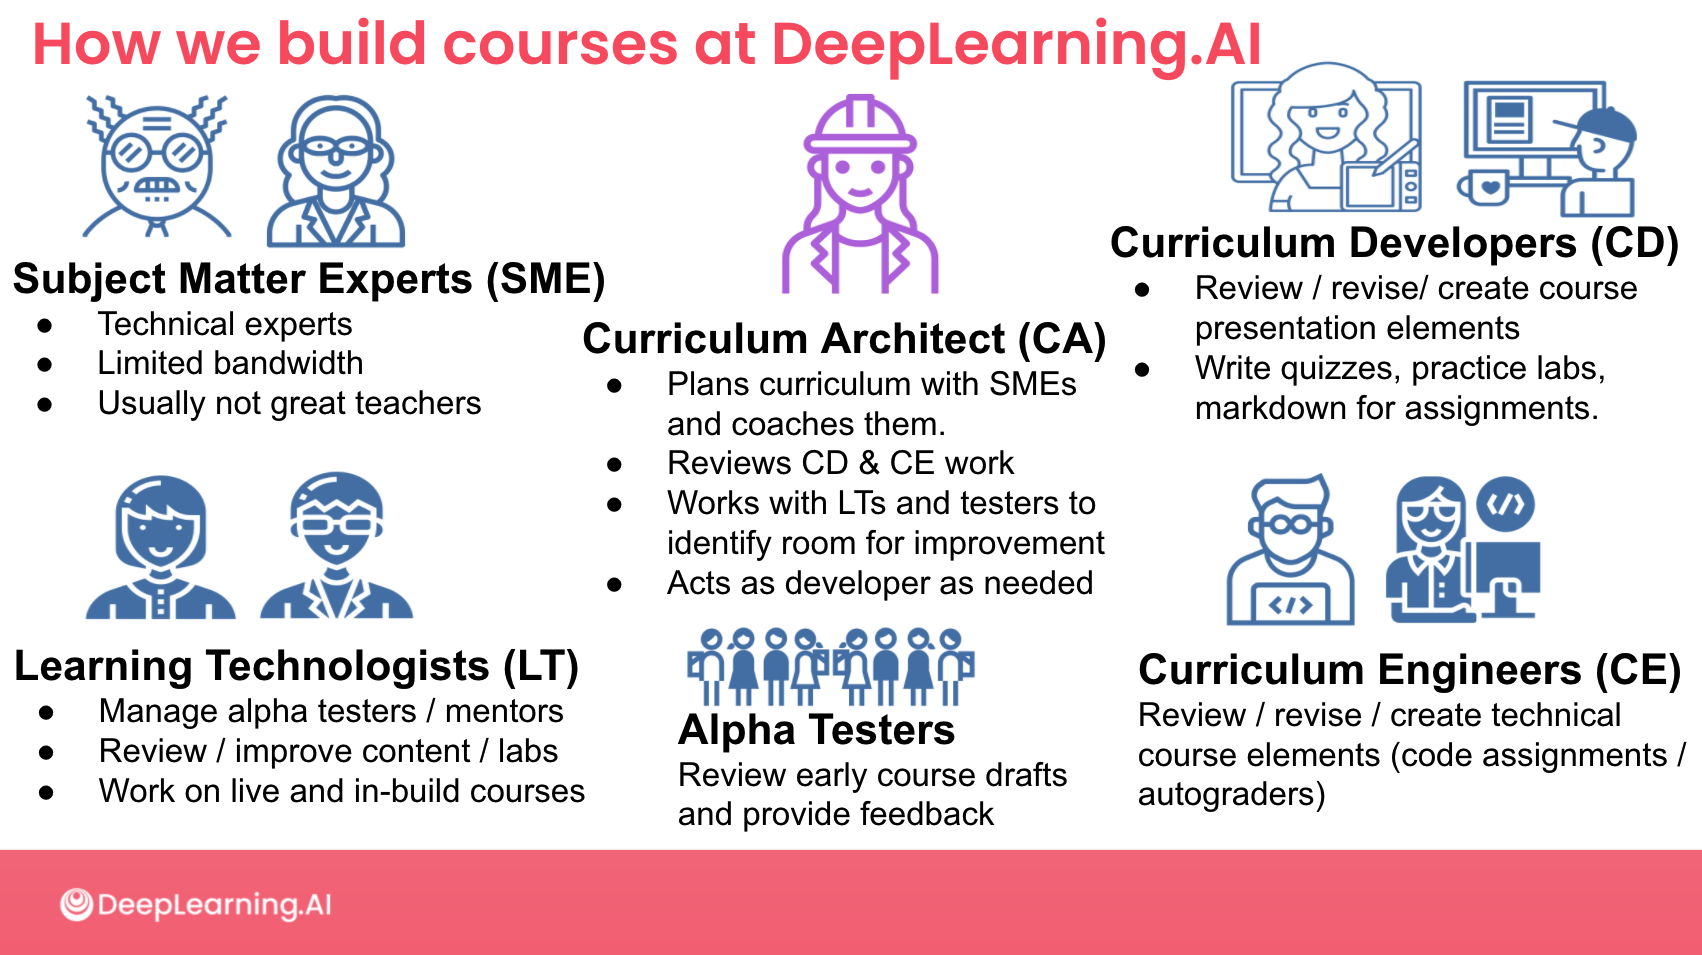 How we build courses at DeepLearning.AI
Subject Matter Experts (SME)
● Technical experts
● Limited bandwidth
● Usually not great teachers
Learning Technologists (LT)
● Manage alpha testers / mentors
● Review / improve content / labs
● Work on live and in-build courses
Curriculum Architect (CA)
● Plans curriculum with SMEs
and coaches them.
● Reviews CD & CE work
● Works with LTs and testers to
identify room for improvement
● Acts as developer as needed
Alpha Testers
Review early course drafts
and provide feedback
Curriculum Developers (CD)
● Review / revise/ create course
presentation elements
● Write quizzes, practice labs,
markdown for assignments.
</>
</>
Curriculum Engineers (CE)
Review / revise / create technical
course elements (code assignments /
autograders)
DeepLearning.AI